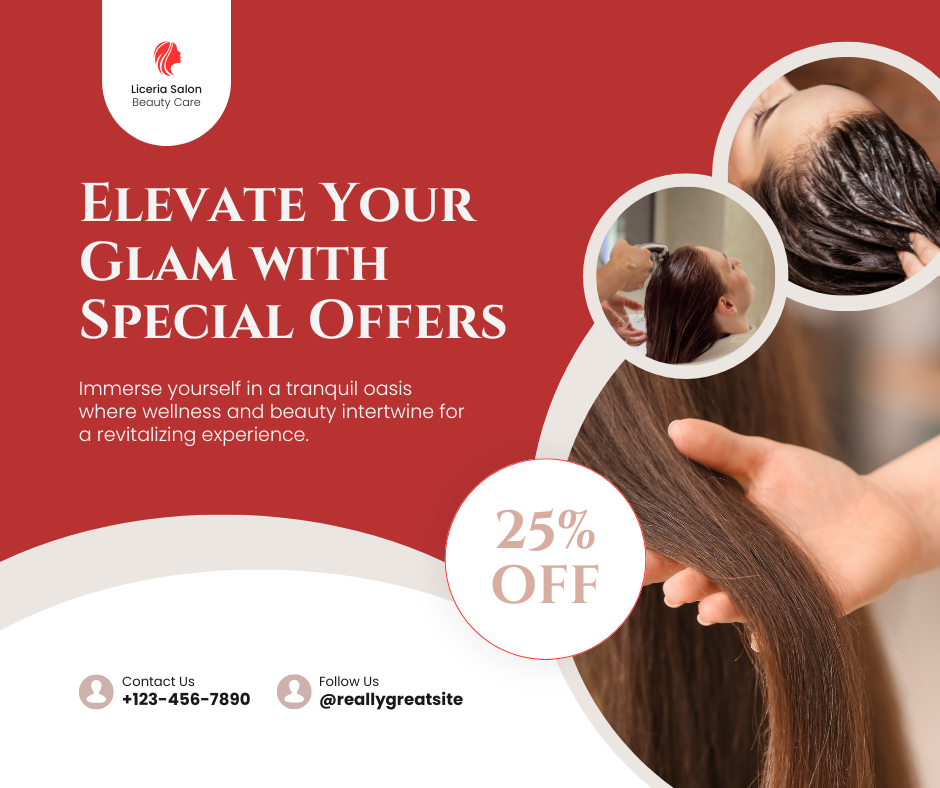 Liceria Salon
Beauty Care
Elevate Your
Glam with
Special Offers
Immerse yourself in a tranquil oasis
where wellness and beauty intertwine for
a revitalizing experience.
25%
OFF
Contact Us
+123-456-7890
Follow Us
@reallygreatsite